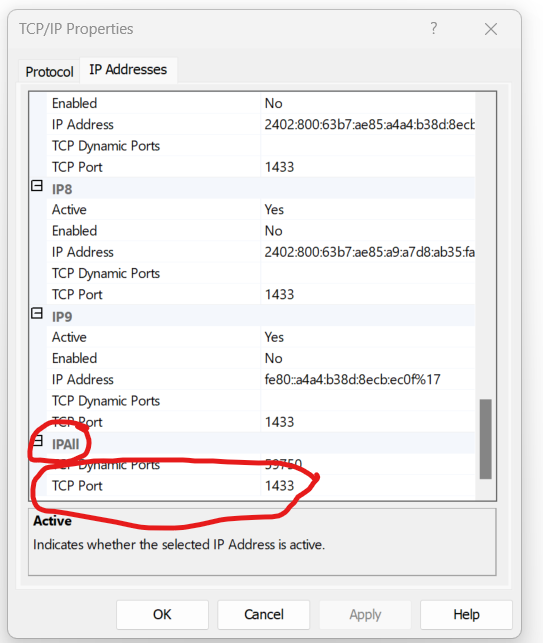 TCP/IP Properties
?
Protocol IP Addresses
Enabled No
IP Address 2402:800:63b7:ae85:a4a4:b38d:8ecb
TCP Dynamic Ports
TCP Port 1433
IP8
Active Yes
Enabled No
IP Address 2402:800:63b7:ae85:a9:a7d8:ab35:fa
TCP Dynamic Ports
TCP Port 1433
IP9
Active Yes
Enabled No
IP Address fe80::a4a4:b38d:8ecb:ec0f%17
TCP Dynamic Ports
TCP Port 1433
IPAll
TCP Dynamic Ports 59750
TCP Port 1433
Active
Indicates whether the selected IP Address is active.
OK Cancel Apply Help